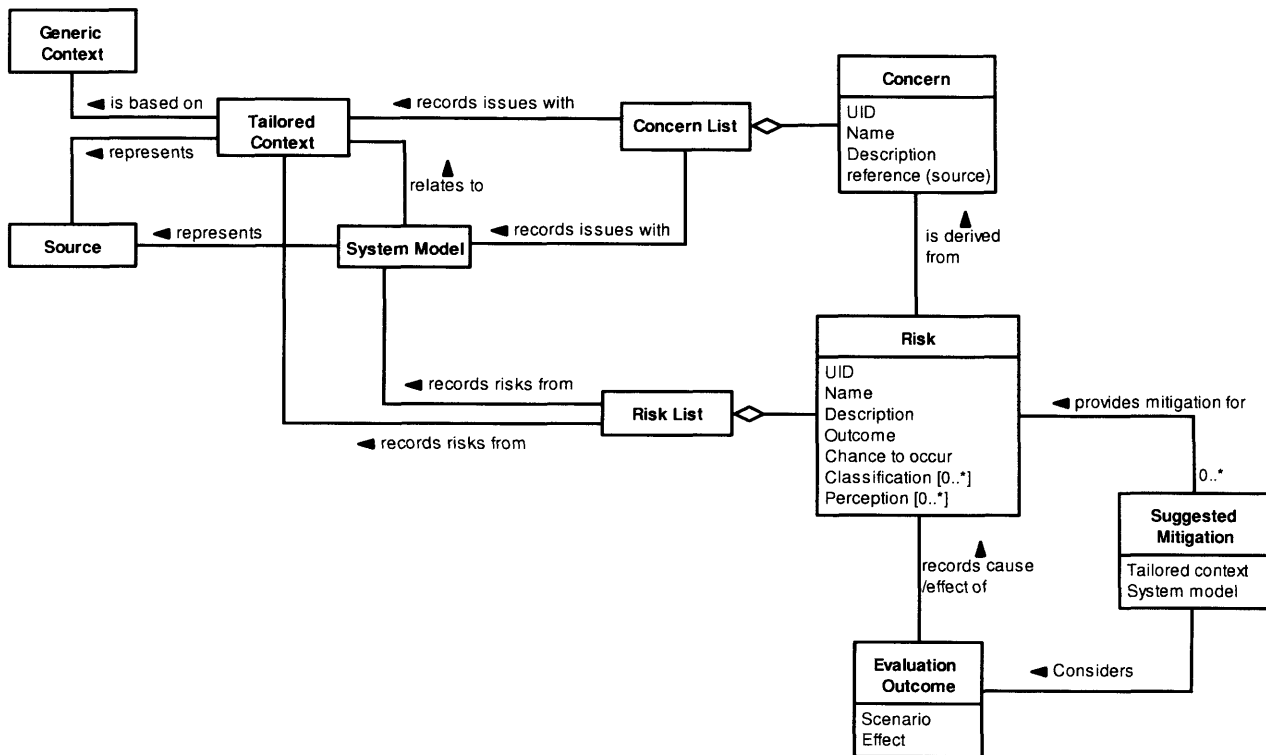 Generic
Context
◄ is based on
Tailored
Context
◄ represents
◄ records issues with
Concern List
Concern
UID
Name
Description
reference (source)
▲
relates to
Source
◄ represents
System Model
◄ records issues with
▲
is derived
from
Risk
UID
Name
Description
Outcome
Chance to occur
Classification [0..*]
Perception [0..*]
◄ records risks from
Risk List
◄ records risks from
◄ provides mitigation for
0..*
Suggested
Mitigation
Tailored context
System model
▲
records cause
/effect of
Evaluation
Outcome
Scenario
Effect
◄ Considers